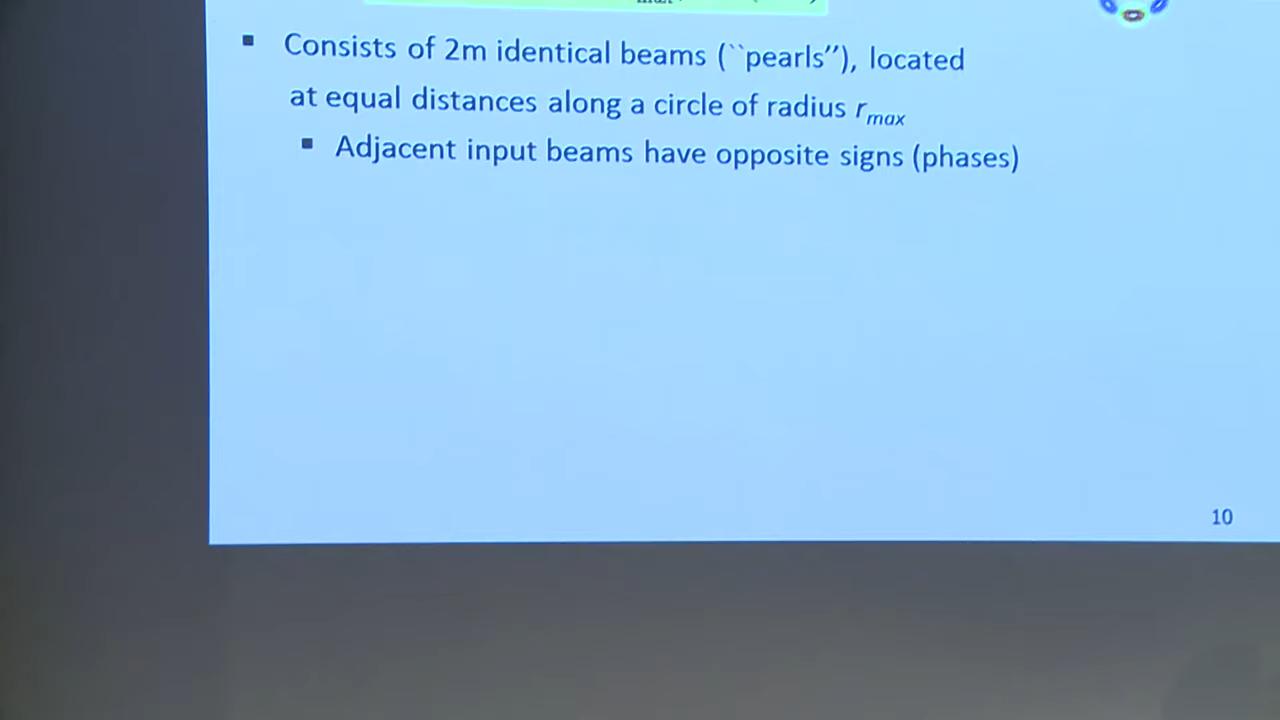 ▪ Consists of 2m identical beams (``pearls''), located
at equal distances along a circle of radius r_max
▪ Adjacent input beams have opposite signs (phases)
10